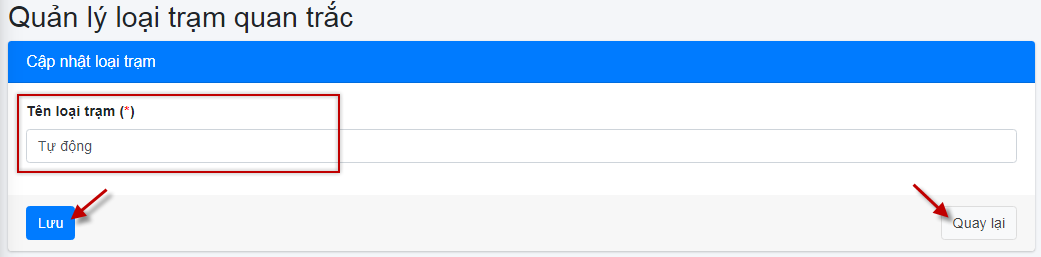 Quản lý loại trạm quan trắc
Cập nhật loại trạm
Tên loại trạm (*)
Tự động
Lưu
Quay lại